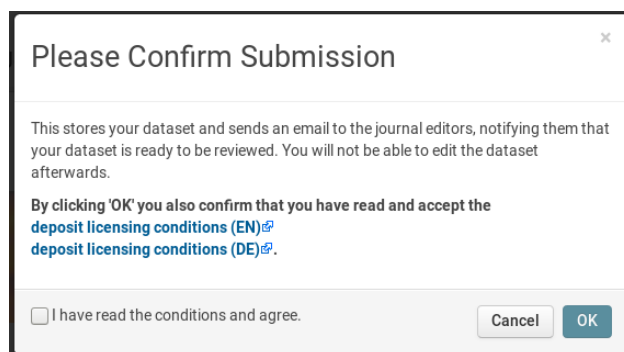 ×
Please Confirm Submission
This stores your dataset and sends an email to the journal editors, notifying them that
your dataset is ready to be reviewed. You will not be able to edit the dataset
afterwards.
By clicking 'OK' you also confirm that you have read and accept the
deposit licensing conditions (EN)
deposit licensing conditions (DE).
I have read the conditions and agree.
Cancel OK